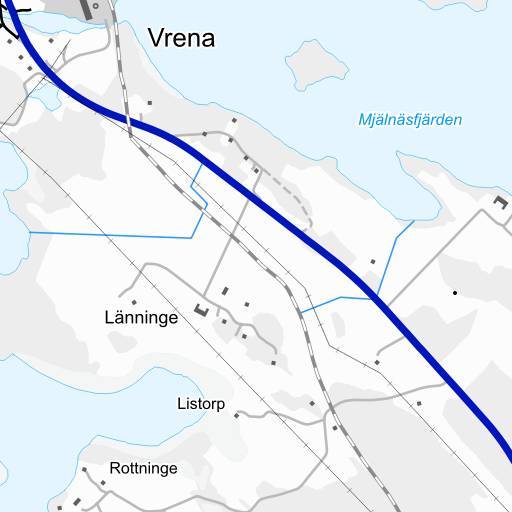 Vrena
Mjälnäsfjärden
Länninge
Listorp
Rottninge